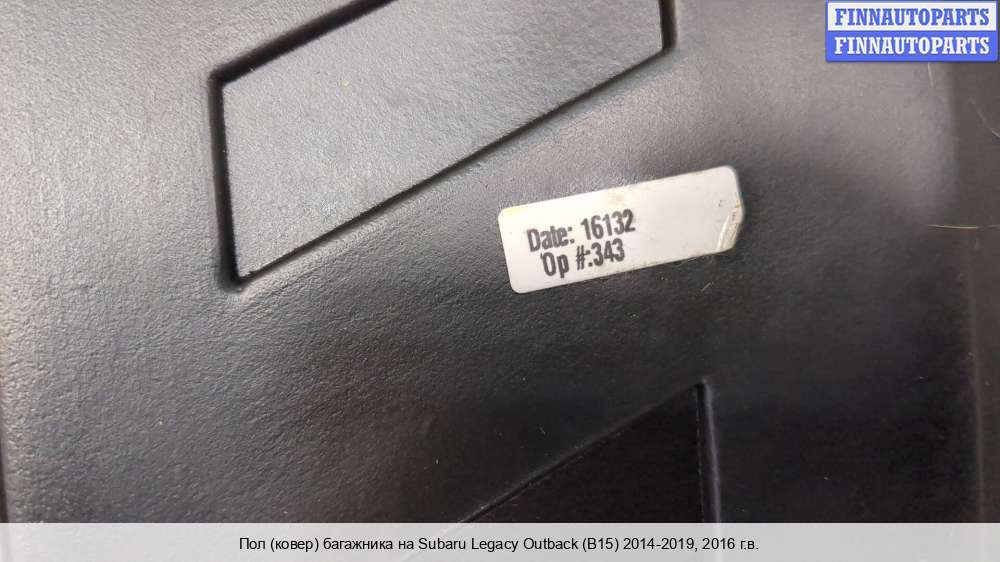 FINNAUTOPARTS
FINNAUTOPARTS
Date: 16132
Op #:343
Пол (ковер) багажника на Subaru Legacy Outback (B15) 2014-2019, 2016 г.в.